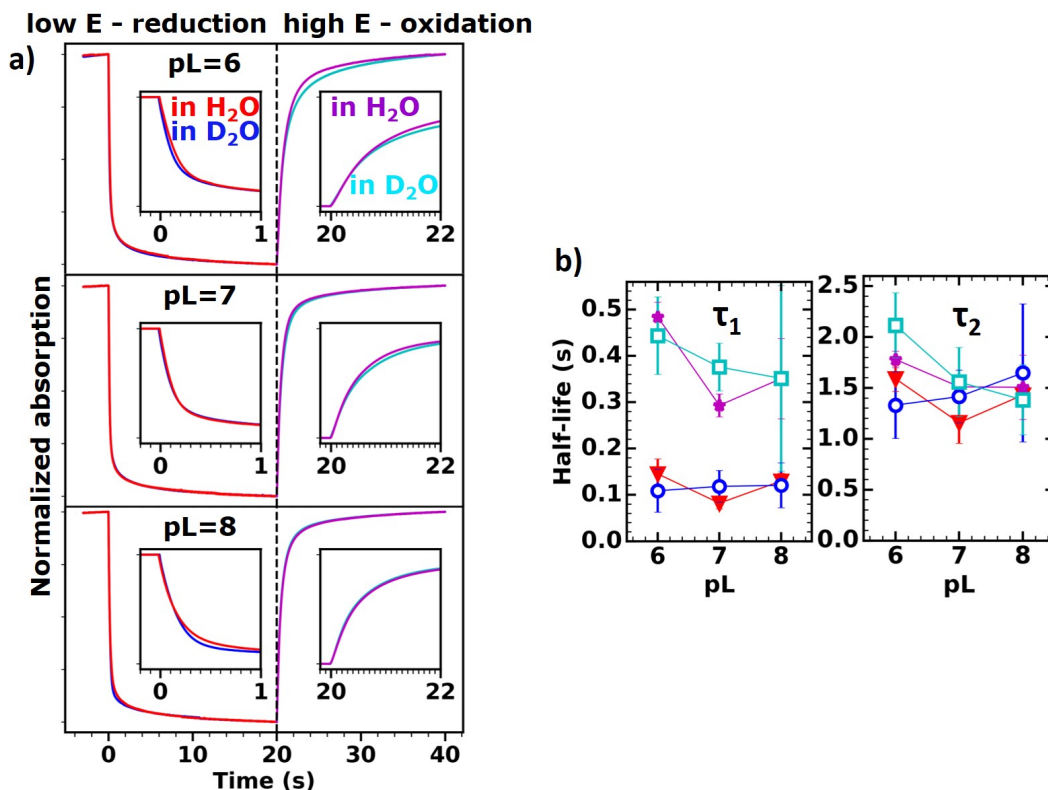 low E – reduction high E – oxidation
a)
pL=6
in H₂O
in D₂O
in H₂O
in D₂O
0 1
20 22
pL=7
0 1
20 22
pL=8
0 1
20 22
Normalized absorption
0 10 20 30 40
Time (s)
b)
τ₁
Half-life (s)
0.5
0.4
0.3
0.2
0.1
0.0
6 7 8
pL
τ₂
2.5
2.0
1.5
1.0
0.5
0.0
6 7 8
pL